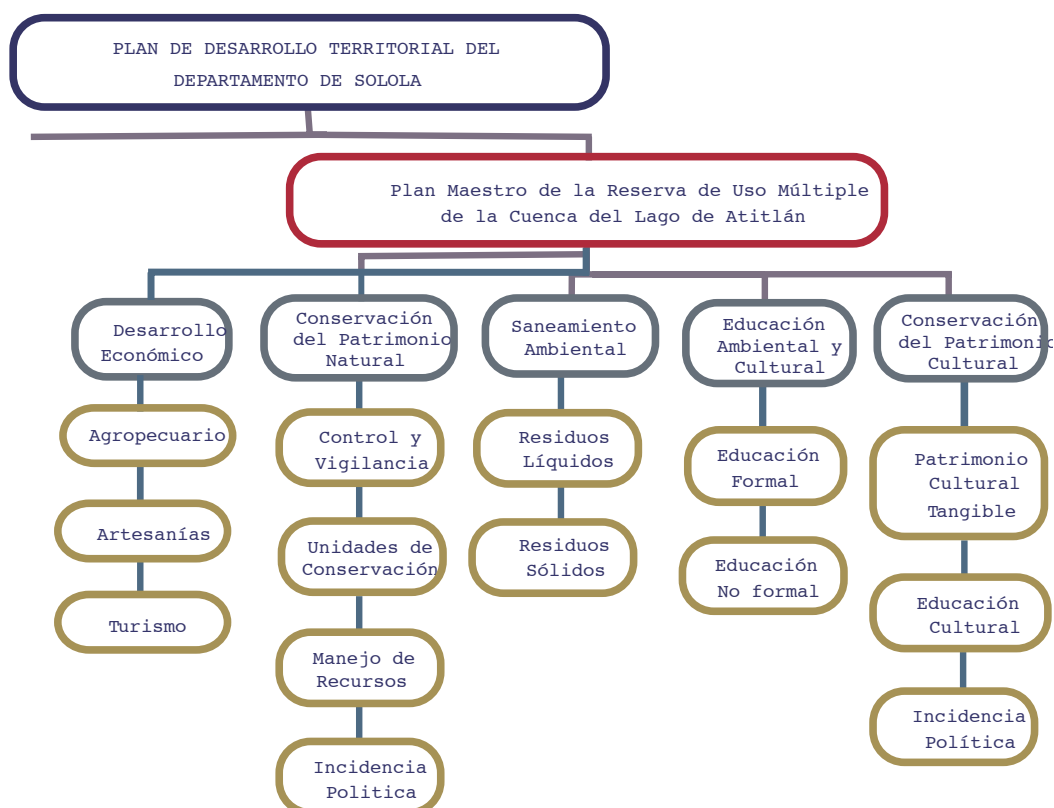 PLAN DE DESARROLLO TERRITORIAL DEL
DEPARTAMENTO DE SOLOLA
Plan Maestro de la Reserva de Uso Múltiple
de la Cuenca del Lago de Atitlán
Desarrollo
Económico
Conservación
del Patrimonio
Natural
Saneamiento
Ambiental
Educación
Ambiental y
Cultural
Conservación
del Patrimonio
Cultural
Agropecuario
Artesanías
Turismo
Control y
Vigilancia
Unidades de
Conservación
Manejo de
Recursos
Incidencia
Politica
Residuos
Líquidos
Residuos
Sólidos
Educación
Formal
Educación
No formal
Patrimonio
Cultural
Tangible
Educación
Cultural
Incidencia
Política